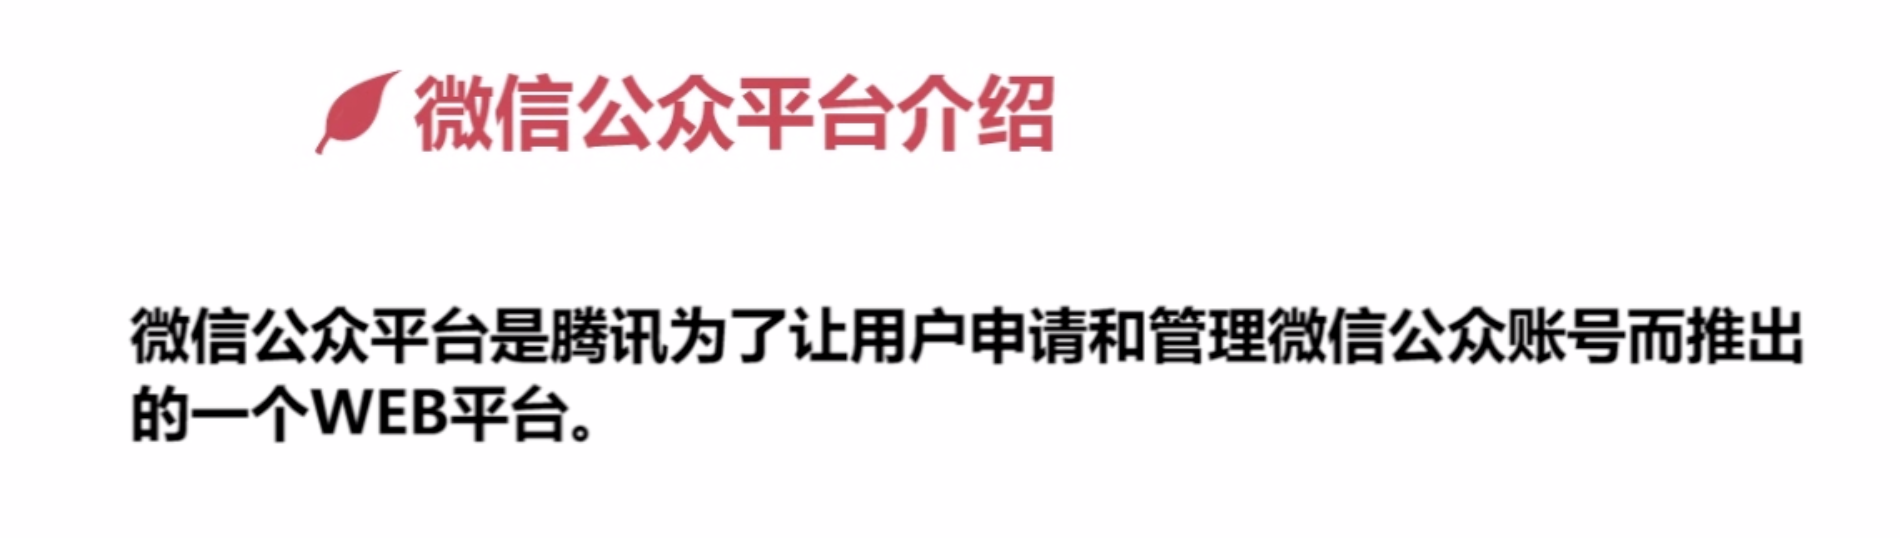 微信公众平台介绍
微信公众平台是腾讯为了让用户申请和管理微信公众账号而推出
的一个WEB平台。